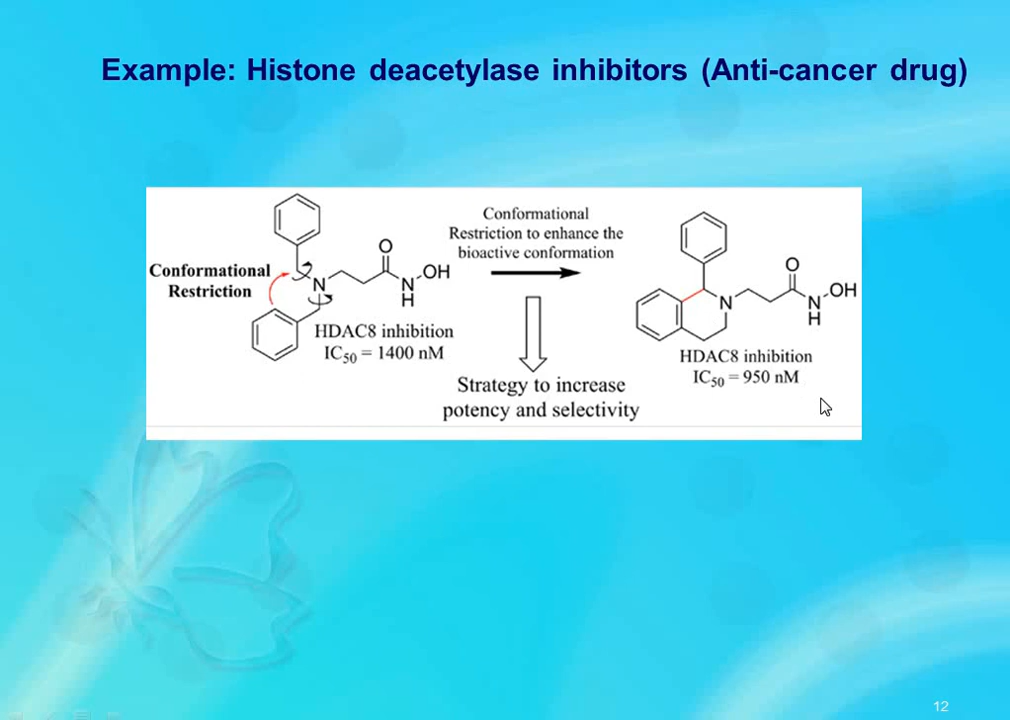 Example: Histone deacetylase inhibitors (Anti-cancer drug)
Conformational
Restriction
N
O
N
H
OH
HDAC8 inhibition
IC50 = 1400 nM
Conformational
Restriction to enhance the
bioactive conformation
Strategy to increase
potency and selectivity
N
O
N
H
OH
HDAC8 inhibition
IC50 = 950 nM
12